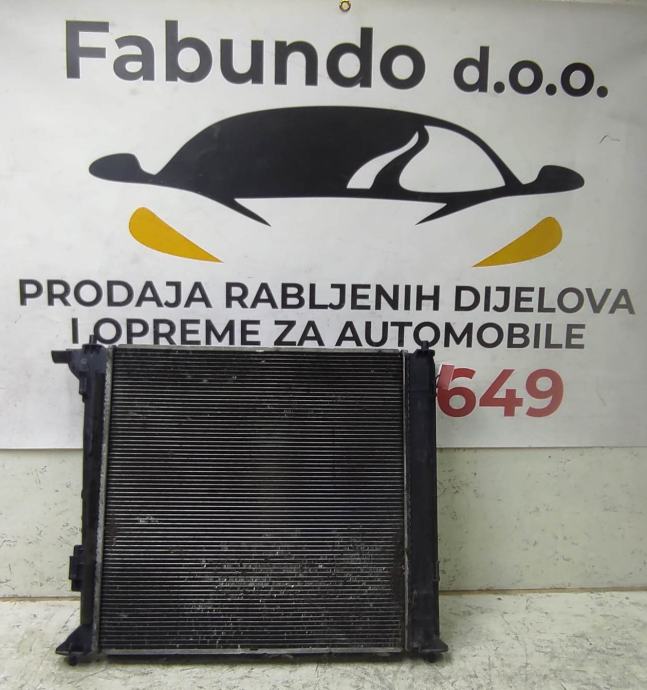 Fabundo d.o.o.
PRODAJA RABLJENIH DIJELOVA
I OPREME ZA AUTOMOBILE
649